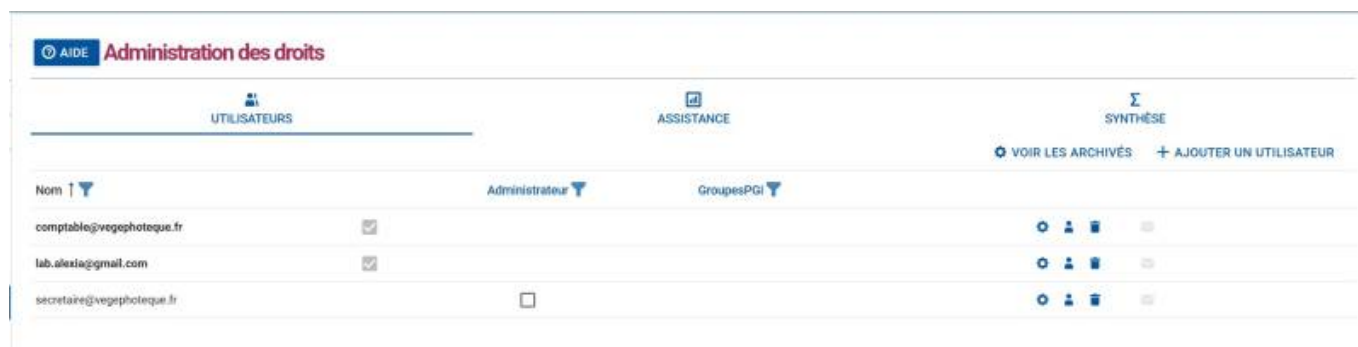 AIDE Administration des droits
UTILISATEURS ASSISTANCE Σ SYNTHÈSE
VOIR LES ARCHIVÉS + AJOUTER UN UTILISATEUR
Nom ↑ Administrateur GroupesPGI
comptable@vegephoteque.fr
lab.alexia@gmail.com
secretaire@vegephoteque.fr